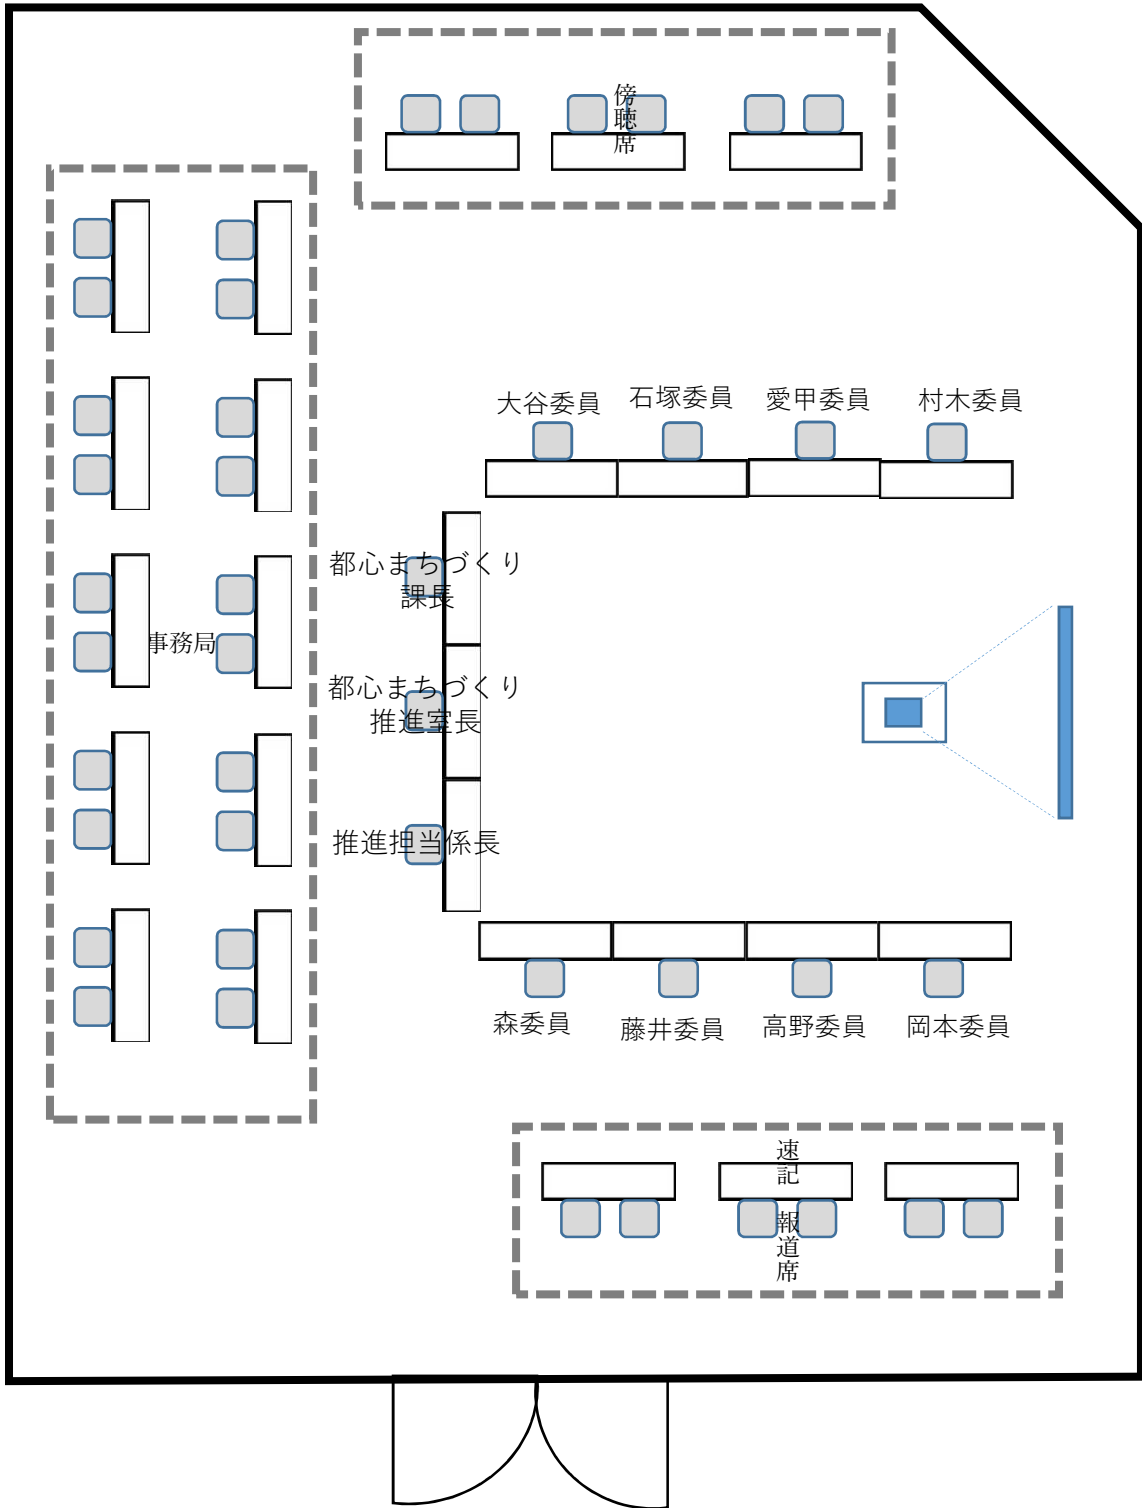 傍聴席
大谷委員
石塚委員
愛甲委員
村木委員
都心まちづくり
課長
事務局
都心まちづくり
推進室長
推進担当係長
森委員
藤井委員
高野委員
岡本委員
速記
報道席